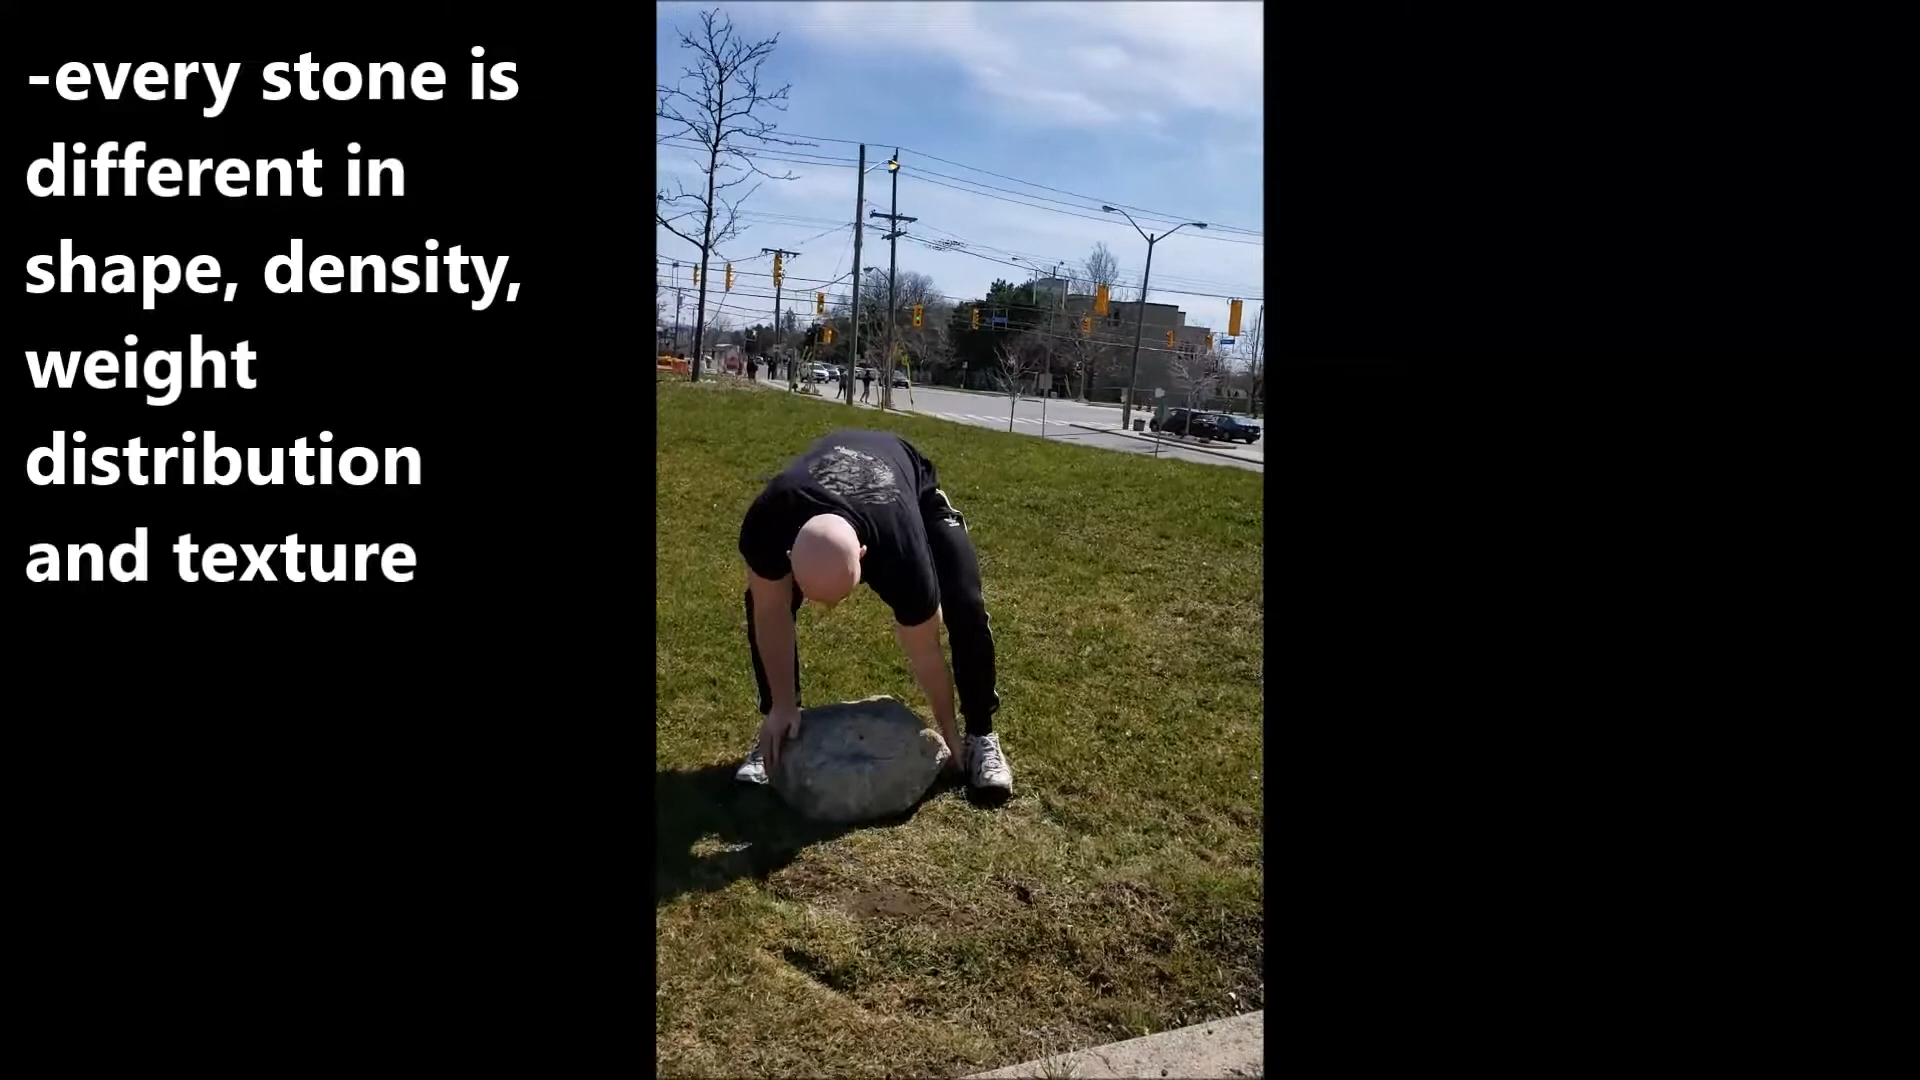 -every stone is
different in
shape, density,
weight
distribution
and texture